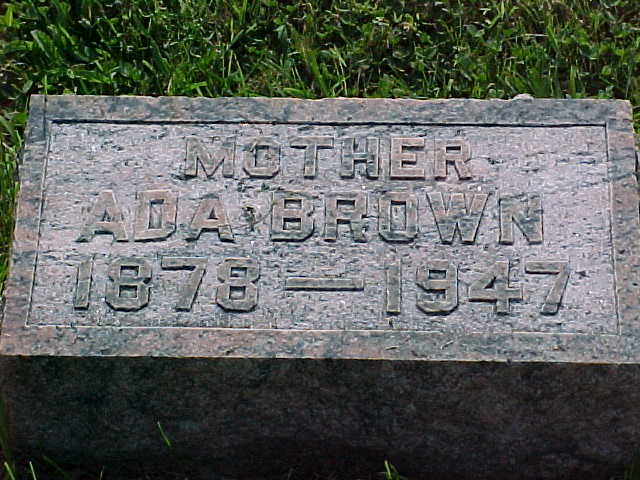 MOTHER
ADA BROWN
1878 — 1947